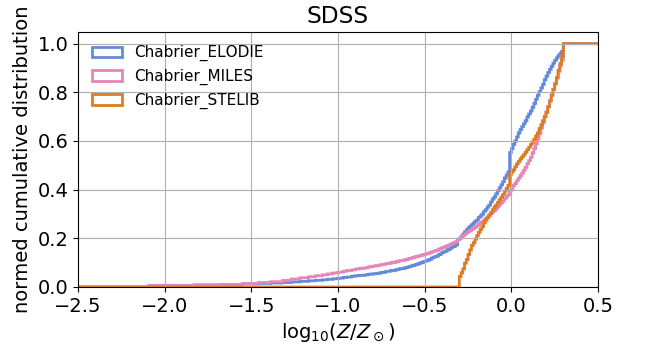 SDSS
normed cumulative distribution
1.0
0.8
0.6
0.4
0.2
0.0
Chabrier_ELODIE
Chabrier_MILES
Chabrier_STELIB
−2.5 −2.0 −1.5 −1.0 −0.5 0.0 0.5
log₁₀(Z/Z⊙)